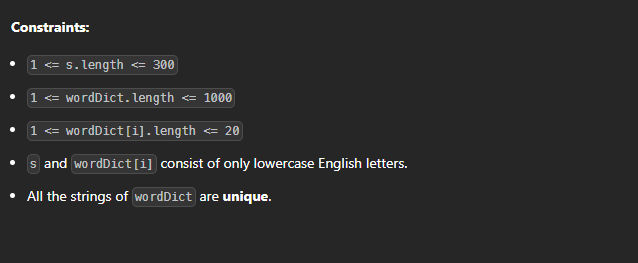 Constraints:
1 <= s.length <= 300
1 <= wordDict.length <= 1000
1 <= wordDict[i].length <= 20
s and wordDict[i] consist of only lowercase English letters.
All the strings of wordDict are unique.